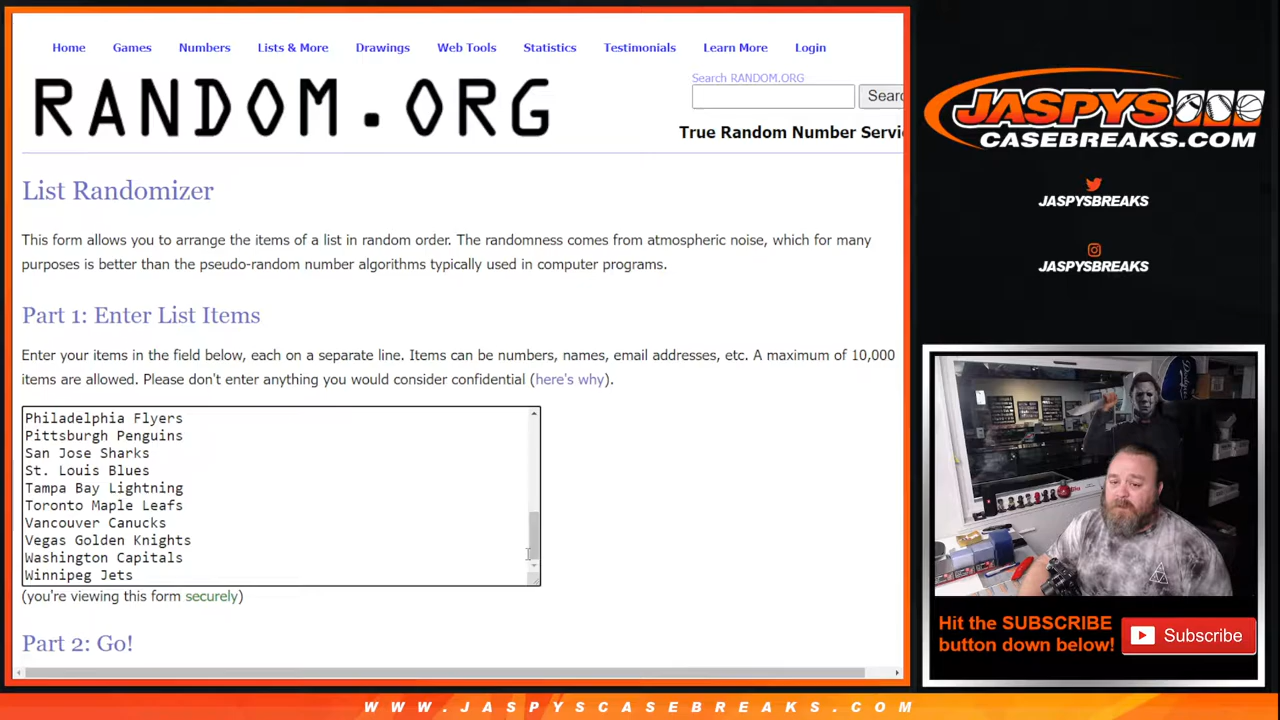 Home Games Numbers Lists & More Drawings Web Tools Statistics Testimonials Learn More Login
RANDOM.ORG
Search RANDOM.ORG
Searc
True Random Number Servi
List Randomizer
This form allows you to arrange the items of a list in random order. The randomness comes from atmospheric noise, which for many
purposes is better than the pseudo-random number algorithms typically used in computer programs.
Part 1: Enter List Items
Enter your items in the field below, each on a separate line. Items can be numbers, names, email addresses, etc. A maximum of 10,000
items are allowed. Please don't enter anything you would consider confidential (here's why).
Philadelphia Flyers
Pittsburgh Penguins
San Jose Sharks
St. Louis Blues
Tampa Bay Lightning
Toronto Maple Leafs
Vancouver Canucks
Vegas Golden Knights
Washington Capitals
Winnipeg Jets
(you're viewing this form securely)
Part 2: Go!
JASPYS
CASEBREAKS.COM
JASPYSBREAKS
JASPYSBREAKS
Hit the SUBSCRIBE
button down below!
Subscribe
WWW.JASPYSCASEBREAKS.COM